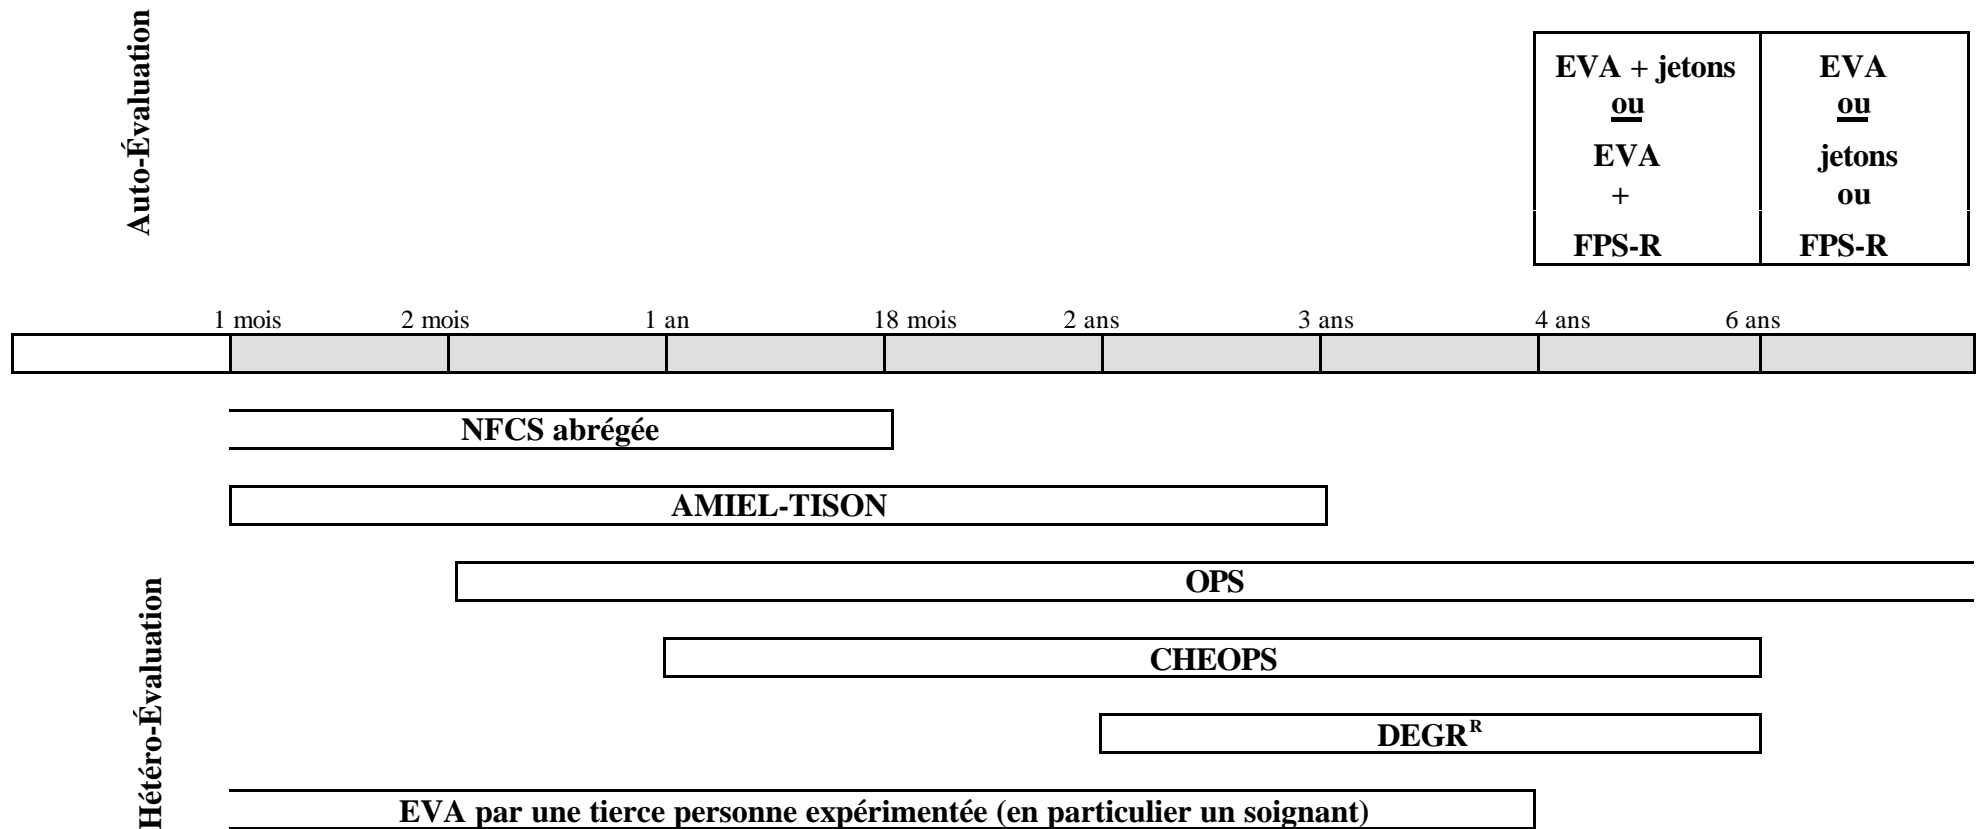 Auto-Évaluation
EVA + jetons
ou
EVA
+
FPS-R
EVA
ou
jetons
ou
FPS-R
1 mois 2 mois 1 an 18 mois 2 ans 3 ans 4 ans 6 ans
Hétéro-Évaluation
NFCS abrégée
AMIEL-TISON
OPS
CHEOPS
DEGR^R
EVA par une tierce personne expérimentée (en particulier un soignant)